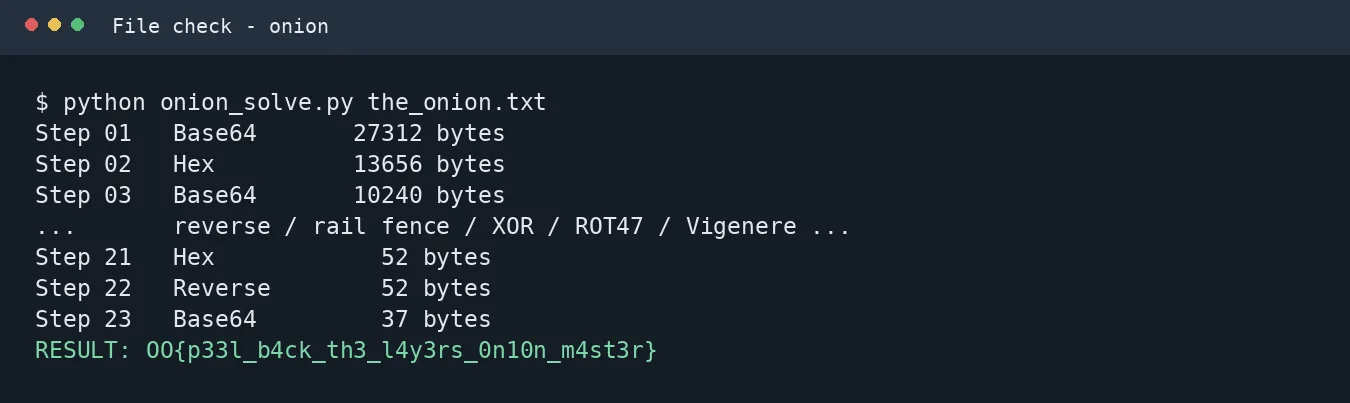 File check - onion
$ python onion_solve.py the_onion.txt
Step 01   Base64       27312 bytes
Step 02   Hex          13656 bytes
Step 03   Base64       10240 bytes
...       reverse / rail fence / XOR / ROT47 / Vigenere ...
Step 21   Hex            52 bytes
Step 22   Reverse        52 bytes
Step 23   Base64         37 bytes
RESULT: OO{p33l_b4ck_th3_l4y3rs_0n10n_m4st3r}